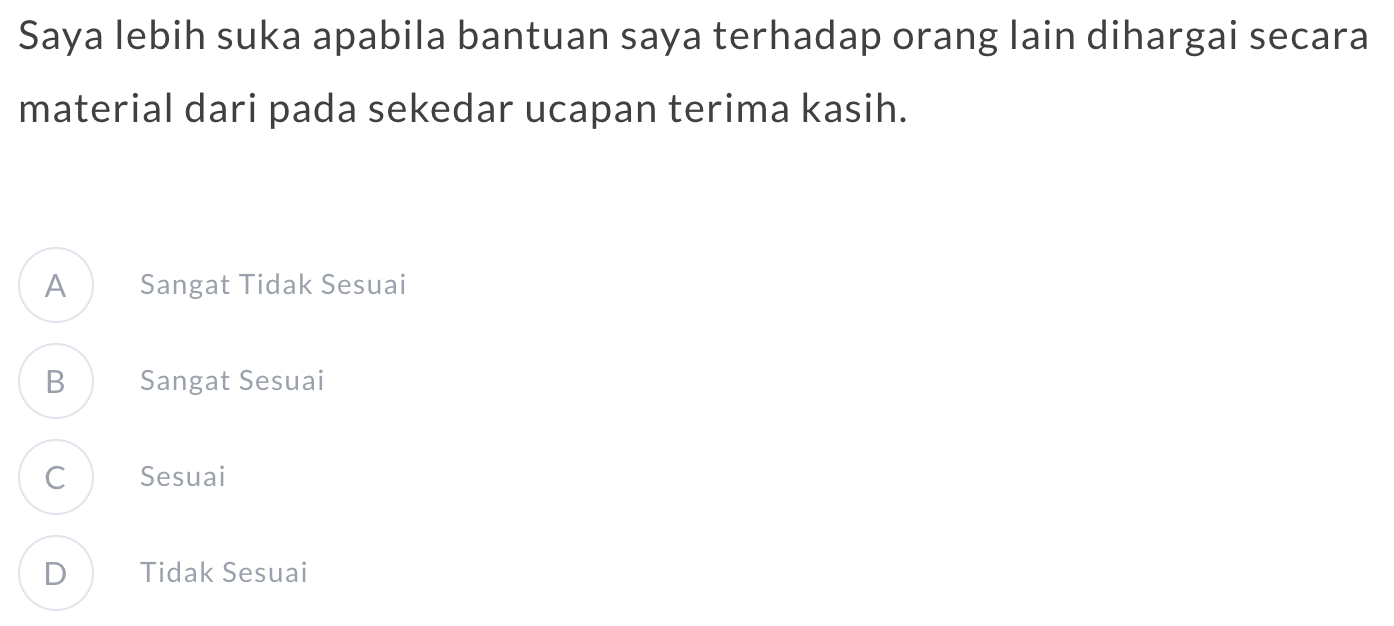 Saya lebih suka apabila bantuan saya terhadap orang lain dihargai secara
material dari pada sekedar ucapan terima kasih.
A Sangat Tidak Sesuai
B Sangat Sesuai
C Sesuai
D Tidak Sesuai